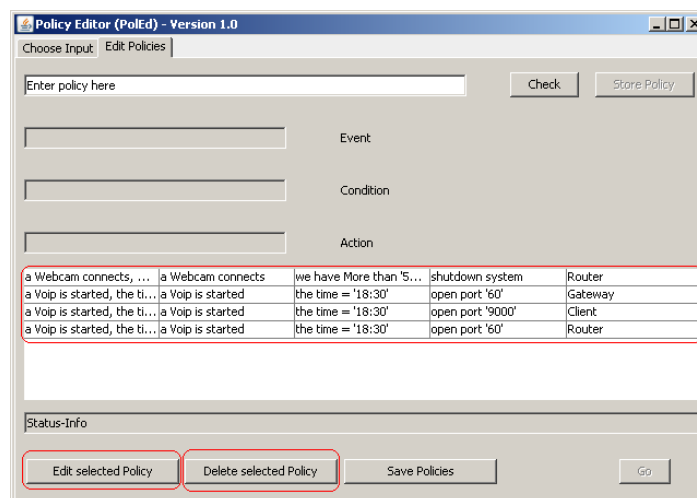 Policy Editor (PolEd) - Version 1.0
Choose Input Edit Policies
Enter policy here Check Store Policy
Event
Condition
Action
a Webcam connects, ... a Webcam connects we have More than '5... shutdown system Router
a Voip is started, the ti... a Voip is started the time = '18:30' open port '60' Gateway
a Voip is started, the ti... a Voip is started the time = '18:30' open port '9000' Client
a Voip is started, the ti... a Voip is started the time = '18:30' open port '60' Router
Status-Info
Edit selected Policy Delete selected Policy Save Policies Go